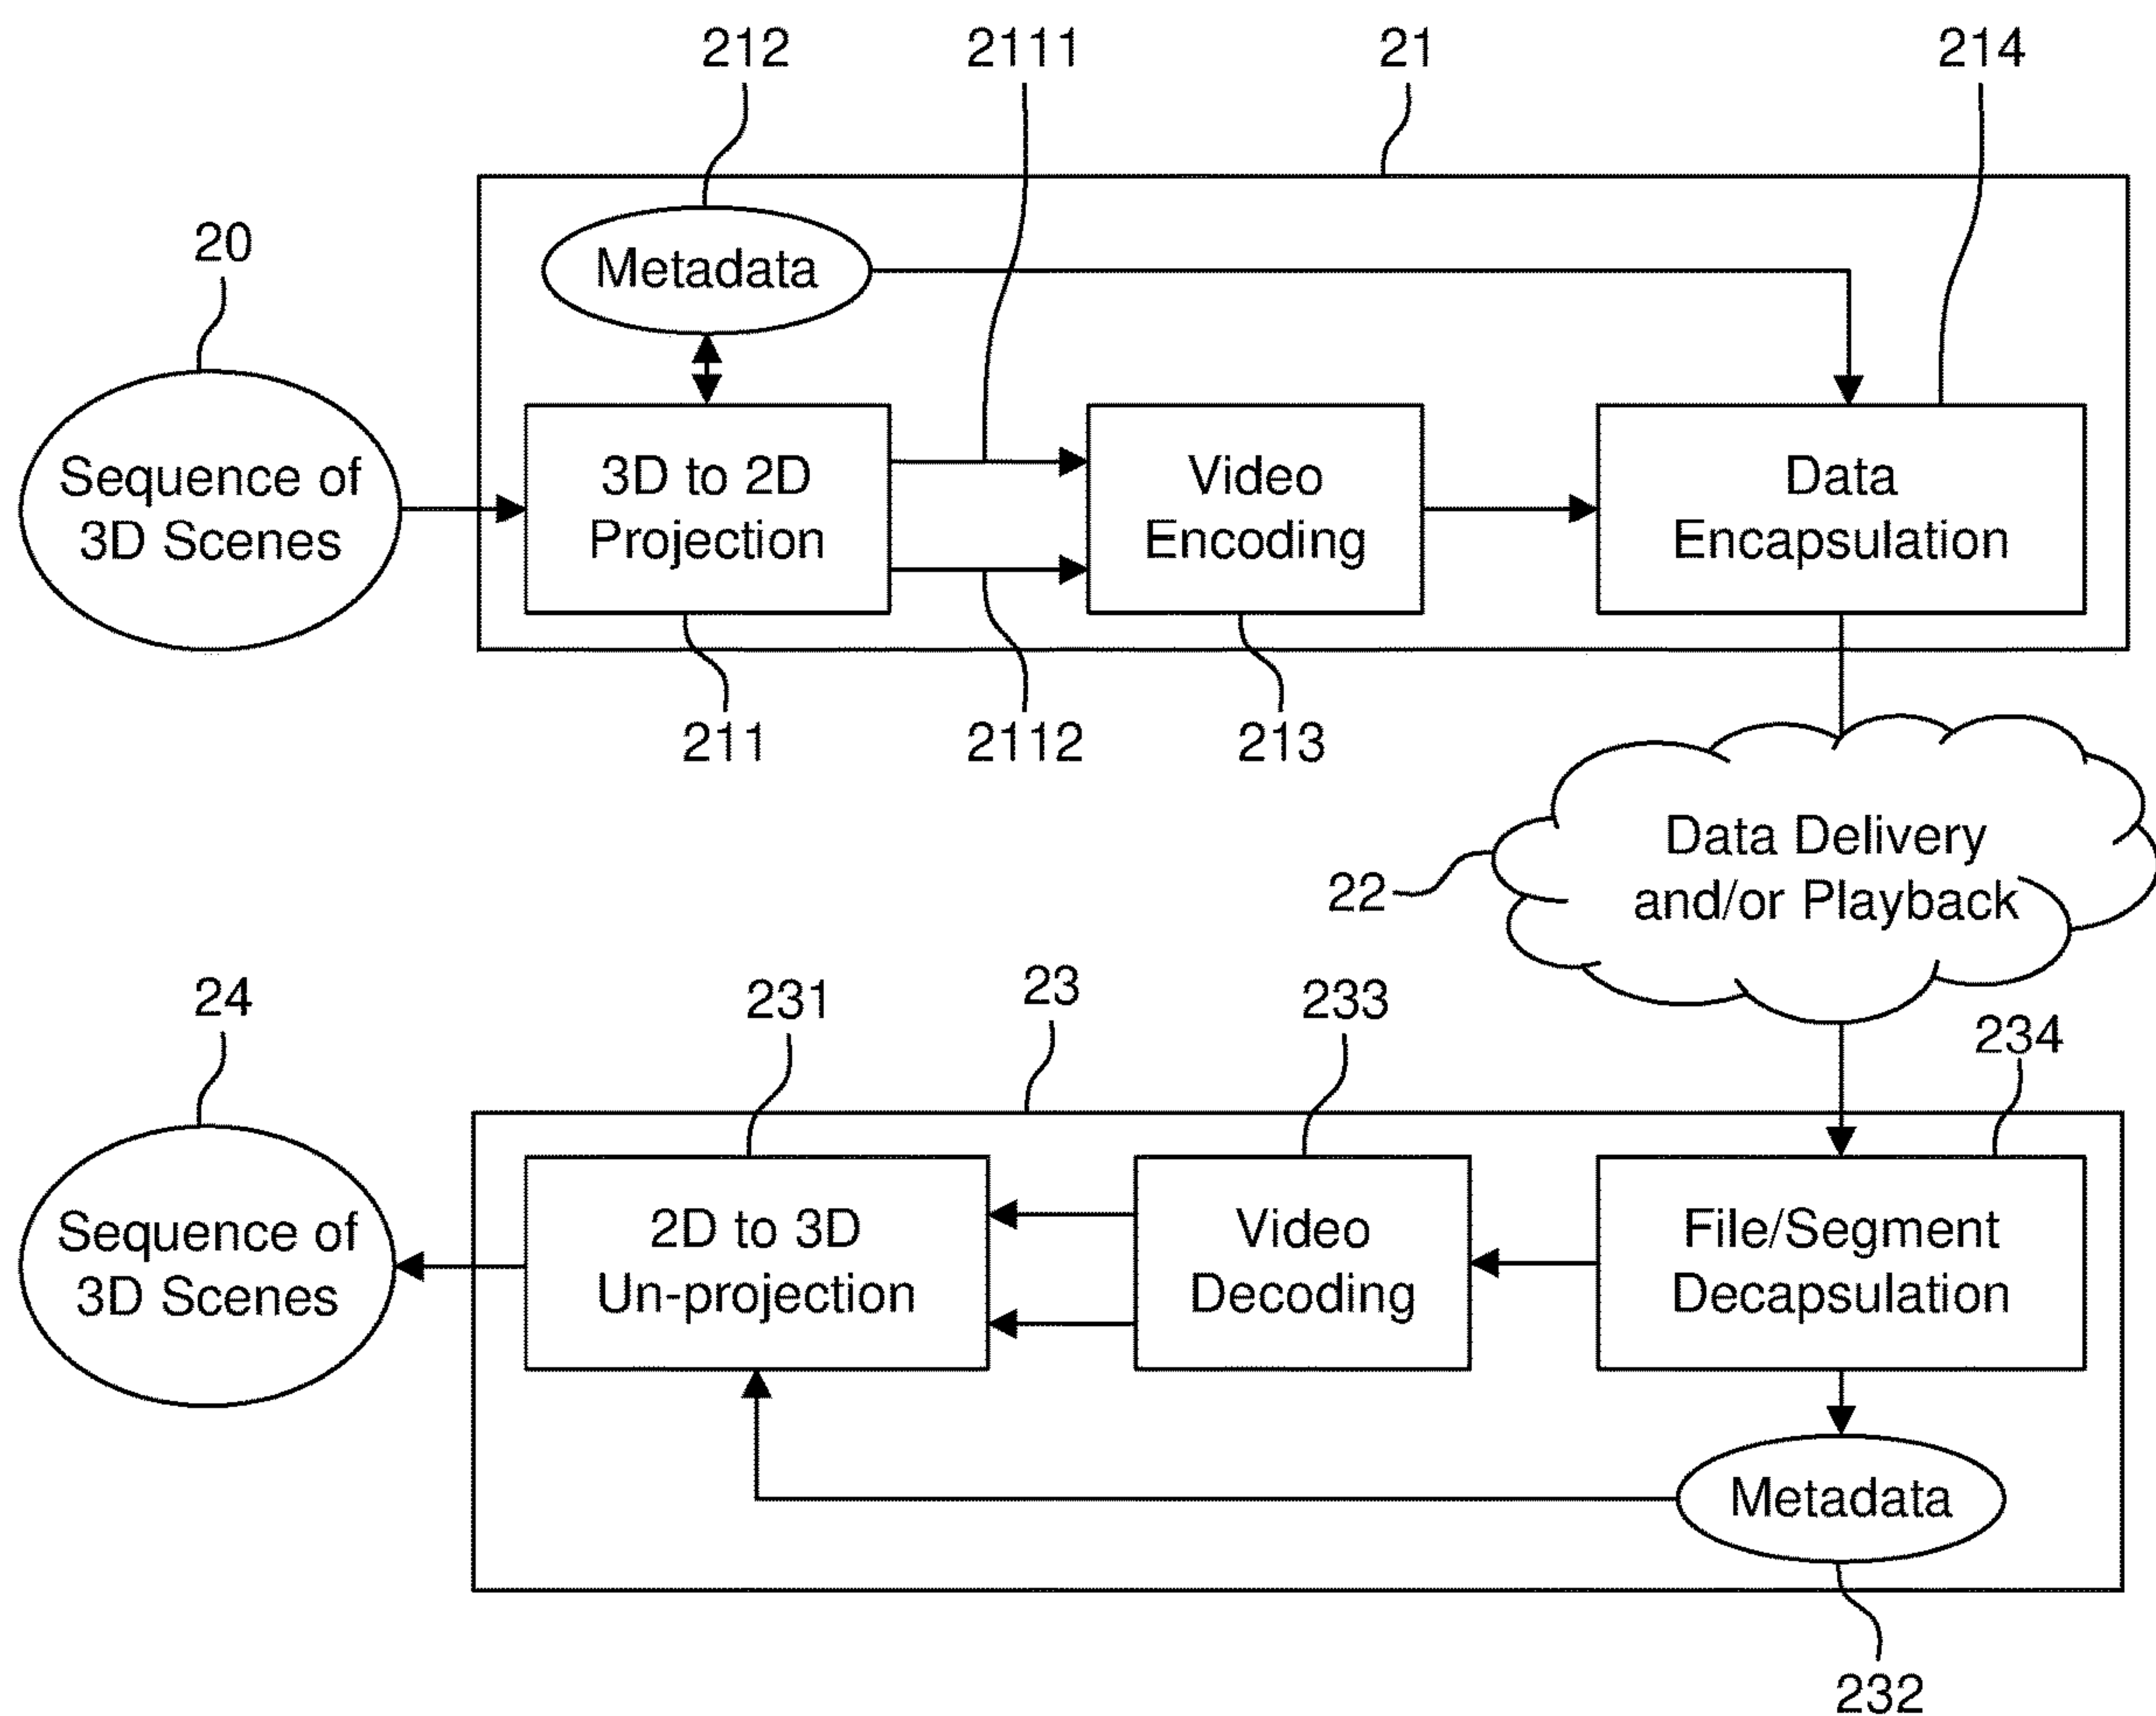 212
2111
21
214
20
Metadata
Sequence of
3D Scenes
3D to 2D
Projection
Video
Encoding
Data
Encapsulation
211
2112
213
Data Delivery
and/or Playback
22
24
231
23
233
234
Sequence of
3D Scenes
2D to 3D
Un-projection
Video
Decoding
File/Segment
Decapsulation
Metadata
232